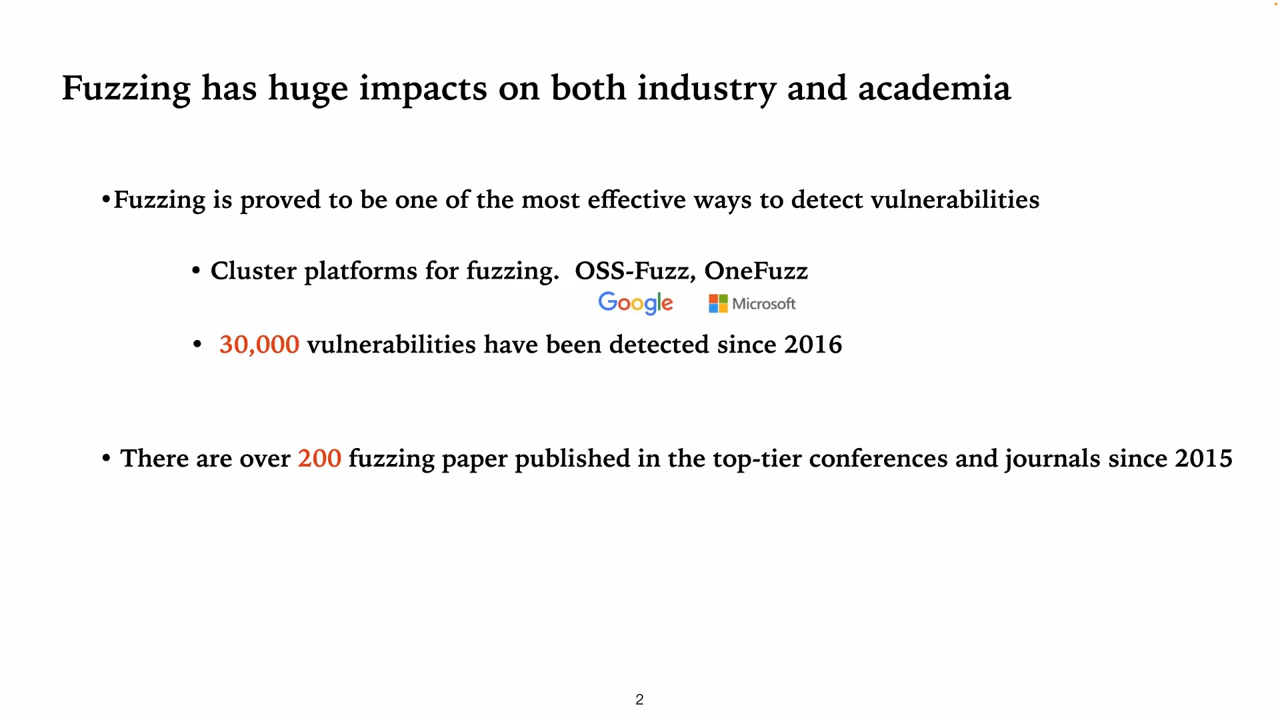 Fuzzing has huge impacts on both industry and academia
•Fuzzing is proved to be one of the most effective ways to detect vulnerabilities
• Cluster platforms for fuzzing. OSS-Fuzz, OneFuzz
Google Microsoft
• 30,000 vulnerabilities have been detected since 2016
• There are over 200 fuzzing paper published in the top-tier conferences and journals since 2015
2